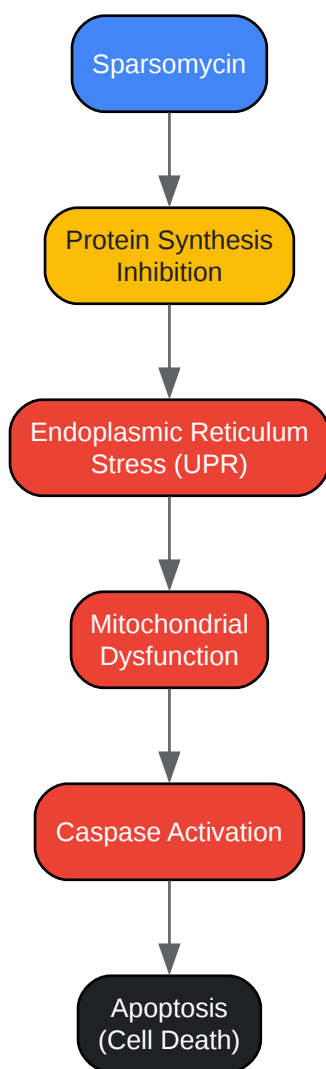 Sparsomycin
Protein Synthesis
Inhibition
Endoplasmic Reticulum
Stress (UPR)
Mitochondrial
Dysfunction
Caspase Activation
Apoptosis
(Cell Death)